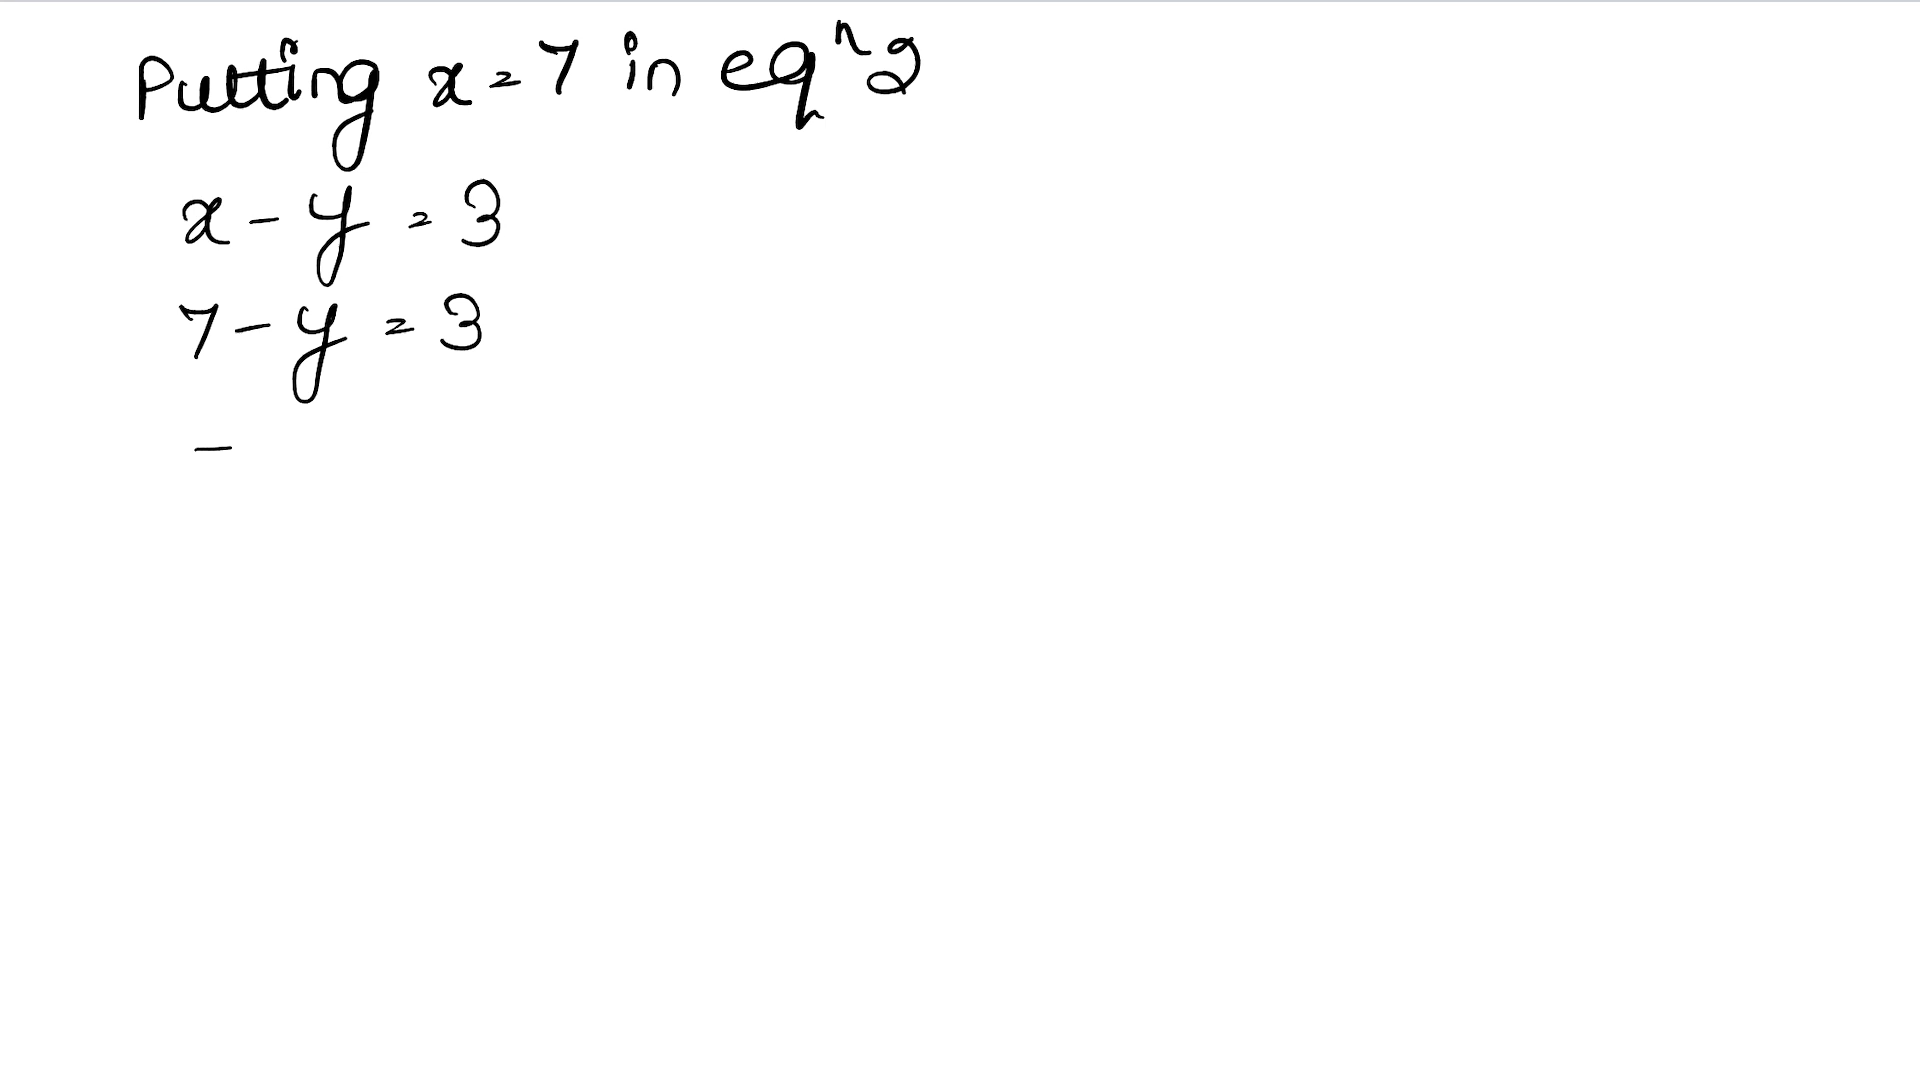 Putting x = 7 in eqⁿ 2
x - y = 3
7 - y = 3
-